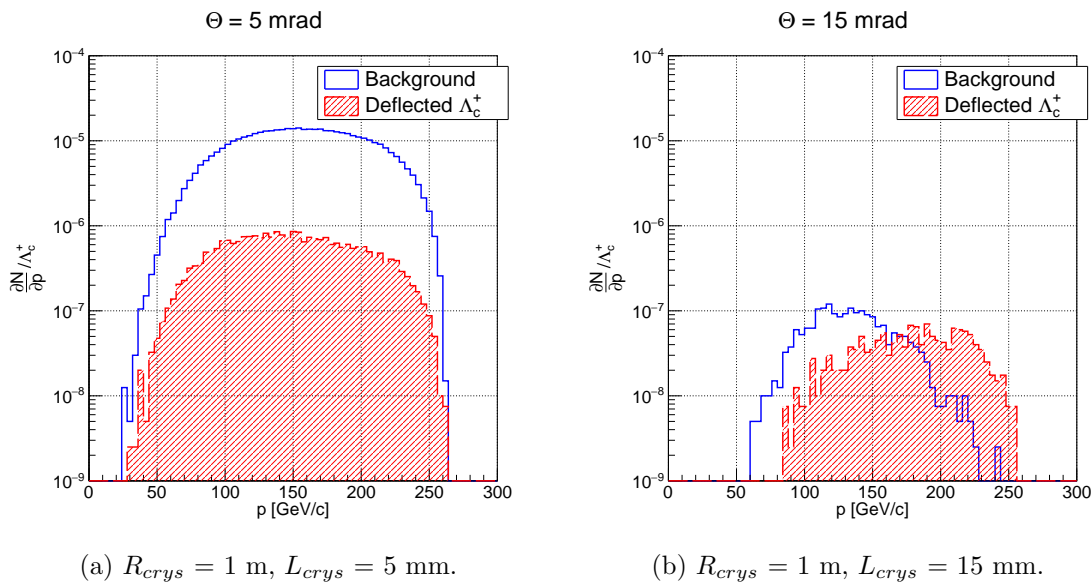 Θ = 5 mrad
Background
Deflected Λc+
∂N/∂p /Λc+
10−4
10−5
10−6
10−7
10−8
10−9
0 50 100 150 200 250 300
p [GeV/c]
(a) Rcrys = 1 m, Lcrys = 5 mm.
Θ = 15 mrad
Background
Deflected Λc+
∂N/∂p /Λc+
10−4
10−5
10−6
10−7
10−8
10−9
0 50 100 150 200 250 300
p [GeV/c]
(b) Rcrys = 1 m, Lcrys = 15 mm.